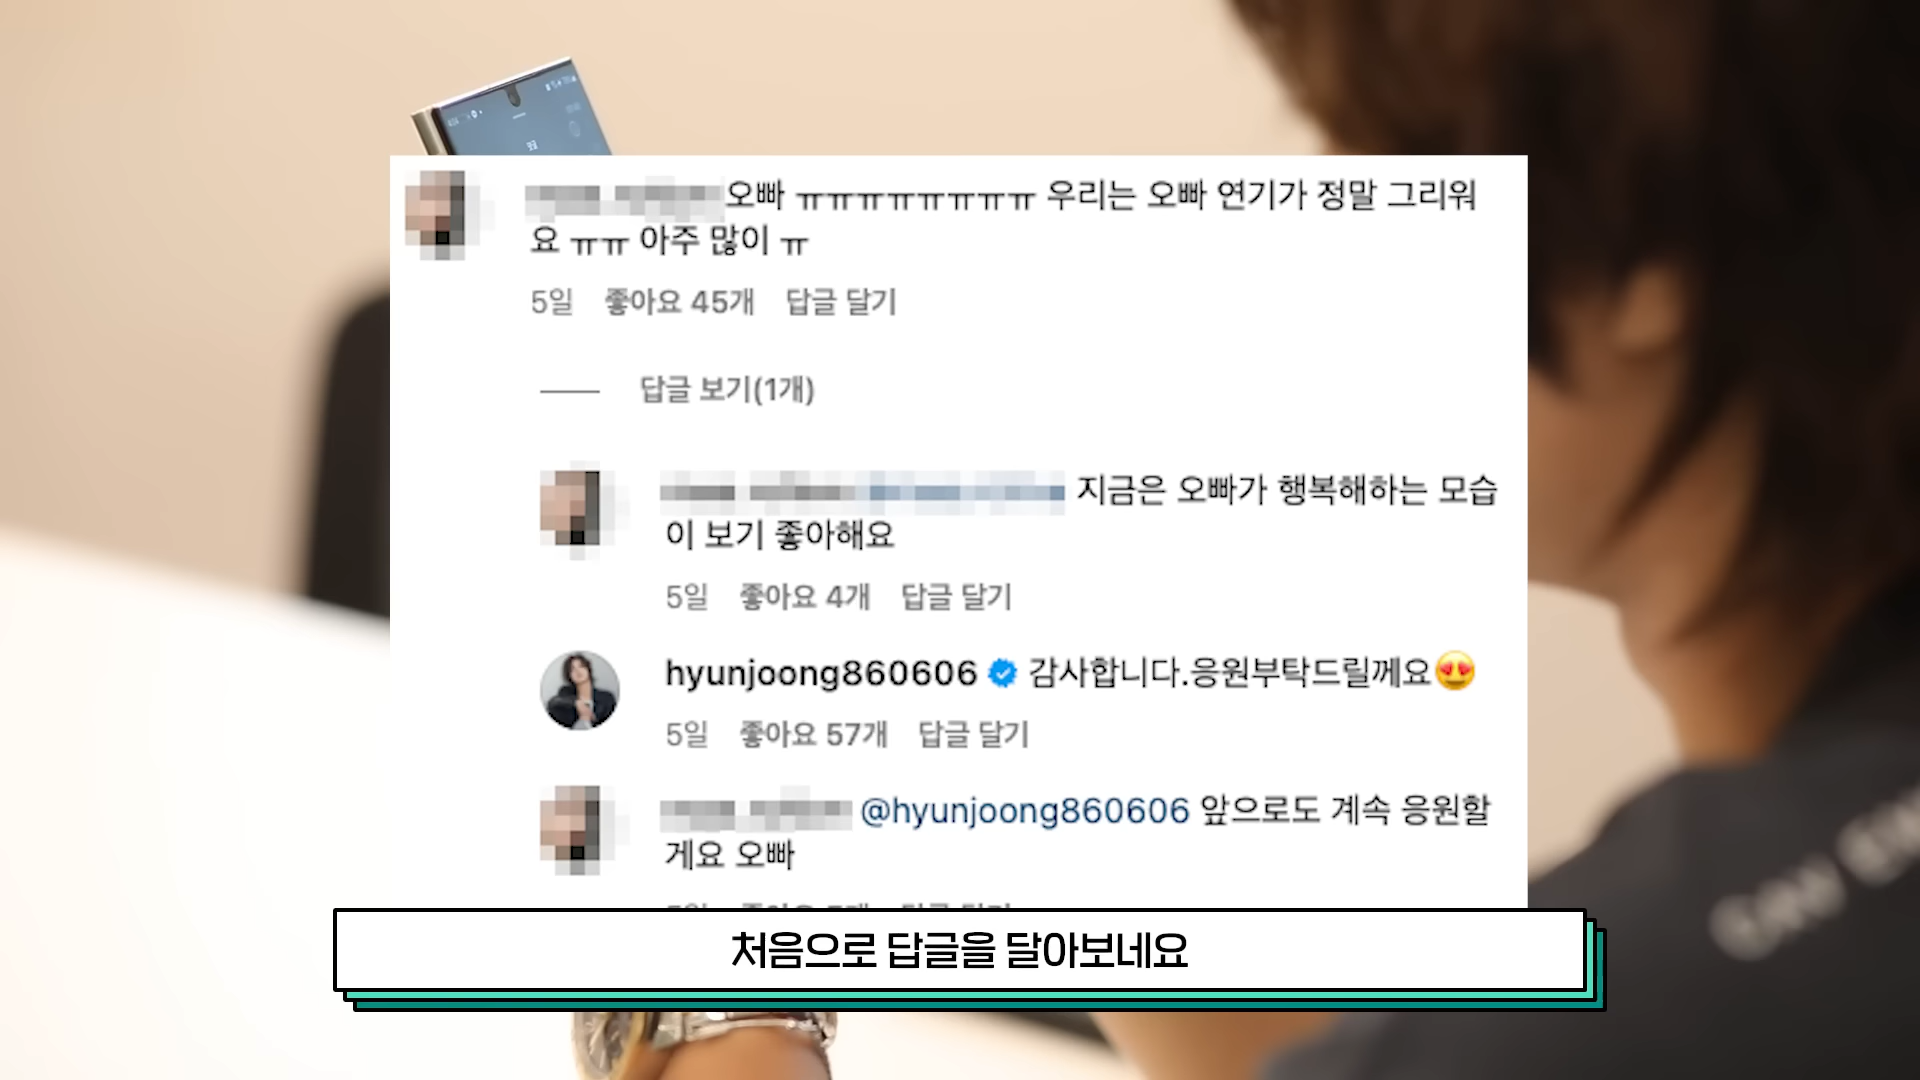 오빠 ㅠㅠㅠㅠㅠㅠㅠㅠ 우리는 오빠 연기가 정말 그리워
요 ㅠㅠ 아주 많이 ㅠ
5일 좋아요 45개 답글 달기
답글 보기(1개)
지금은 오빠가 행복해하는 모습
이 보기 좋아해요
5일 좋아요 4개 답글 달기
hyunjoong860606 감사합니다.응원부탁드릴께요😍
5일 좋아요 57개 답글 달기
@hyunjoong860606 앞으로도 계속 응원할
게요 오빠
처음으로 답글을 달아보네요